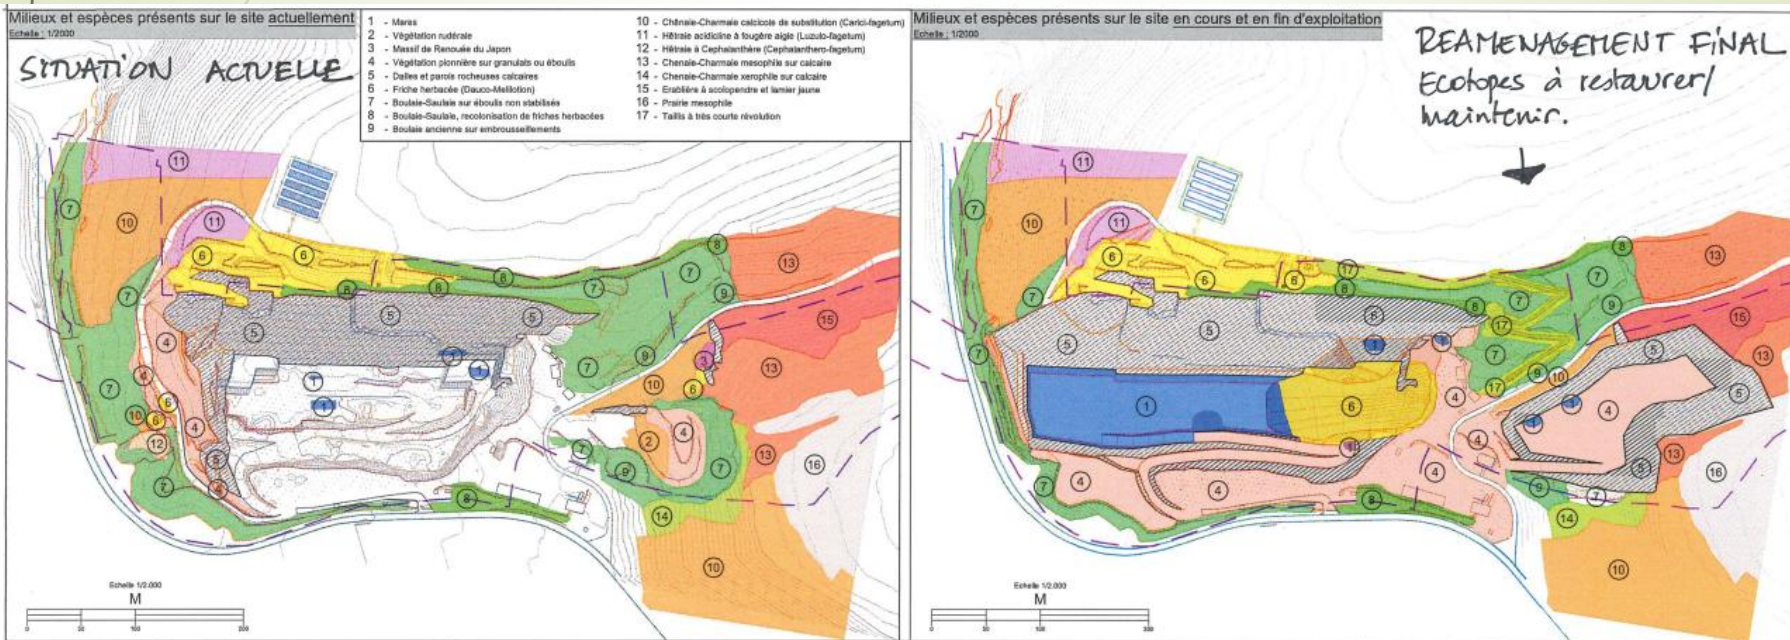 Milieux et espèces présents sur le site actuellement
Echelle : 1/2000
SITUATION ACTUELLE
1 - Mares
2 - Végétation rudérale
3 - Massif de Renouée du Japon
4 - Végétation pionnière sur granulats ou éboulis
5 - Dalles et parois rocheuses calcaires
6 - Friche herbacée (Dauco-Melilotion)
7 - Boulaie-Saulaie sur éboulis non stabilisés
8 - Boulaie-Saulaie, recolonisation de friches herbacées
9 - Boulaie ancienne sur embroussaillements
10 - Chênaie-Charmaie calcicole de substitution (Carici-fagetum)
11 - Hêtraie acidicline à fougère aigle (Luzulo-fagetum)
12 - Hêtraie à Cephalanthère (Cephalanthero-fagetum)
13 - Chenaie-Charmaie mesophile sur calcaire
14 - Chenaie-Charmaie xerophile sur calcaire
15 - Erablière à scolopendre et lamier jaune
16 - Prairie mesophile
17 - Taillis à très courte révolution
Echelle 1/2.000
M
0 50 100 200
Milieux et espèces présents sur le site en cours et en fin d'exploitation
Echelle : 1/2000
REAMENAGEMENT FINAL
Ecotopes à restaurer/
maintenir.
Echelle 1/2.000
M
0 50 100